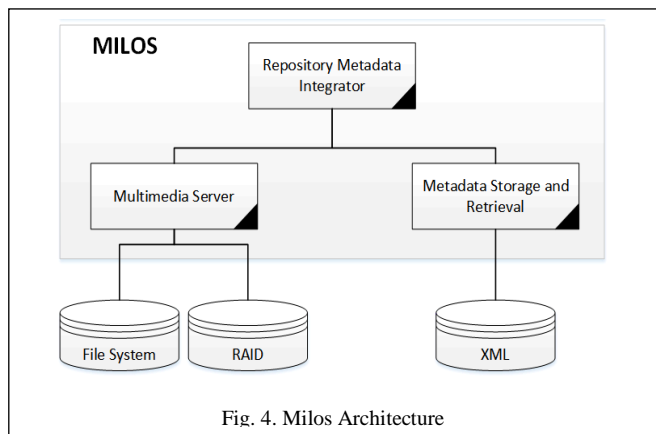 MILOS
Repository Metadata
Integrator
Multimedia Server
Metadata Storage and
Retrieval
File System
RAID
XML
Fig. 4. Milos Architecture